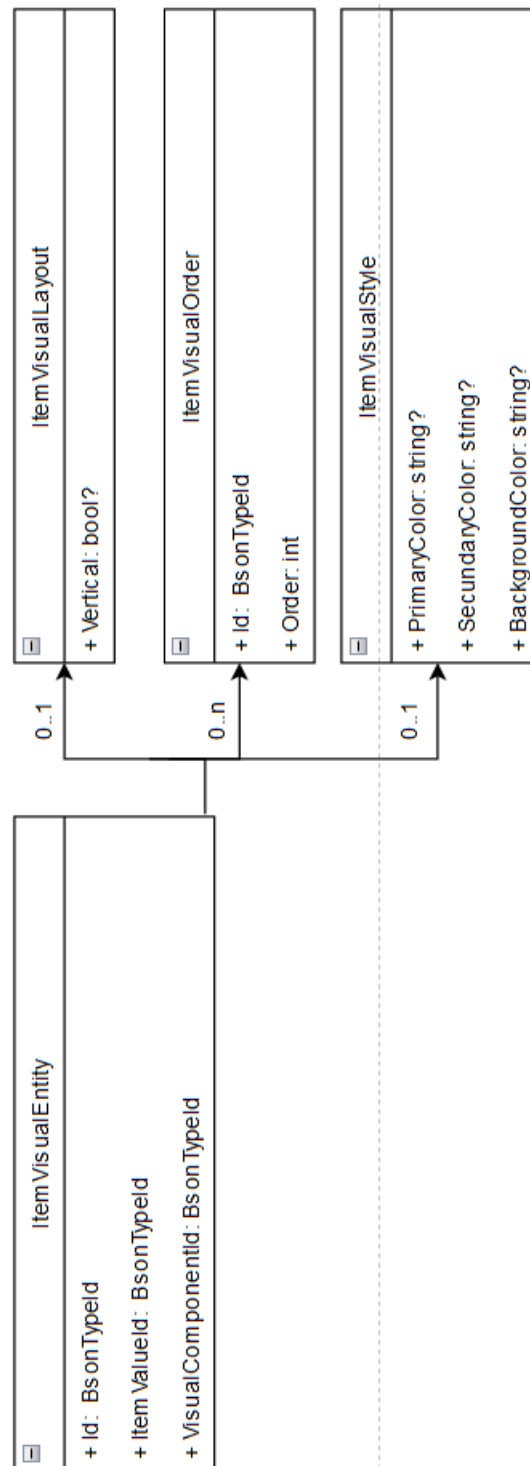 ItemVisualEntity
+ Id: BsonTypeId
+ ItemValueId: BsonTypeId
+ VisualComponentId: BsonTypeId
0..1
ItemVisualLayout
+ Vertical: bool?
0..n
ItemVisualOrder
+ Id: BsonTypeId
+ Order: int
0..1
ItemVisualStyle
+ PrimaryColor: string?
+ SecundaryColor: string?
+ BackgroundColor: string?